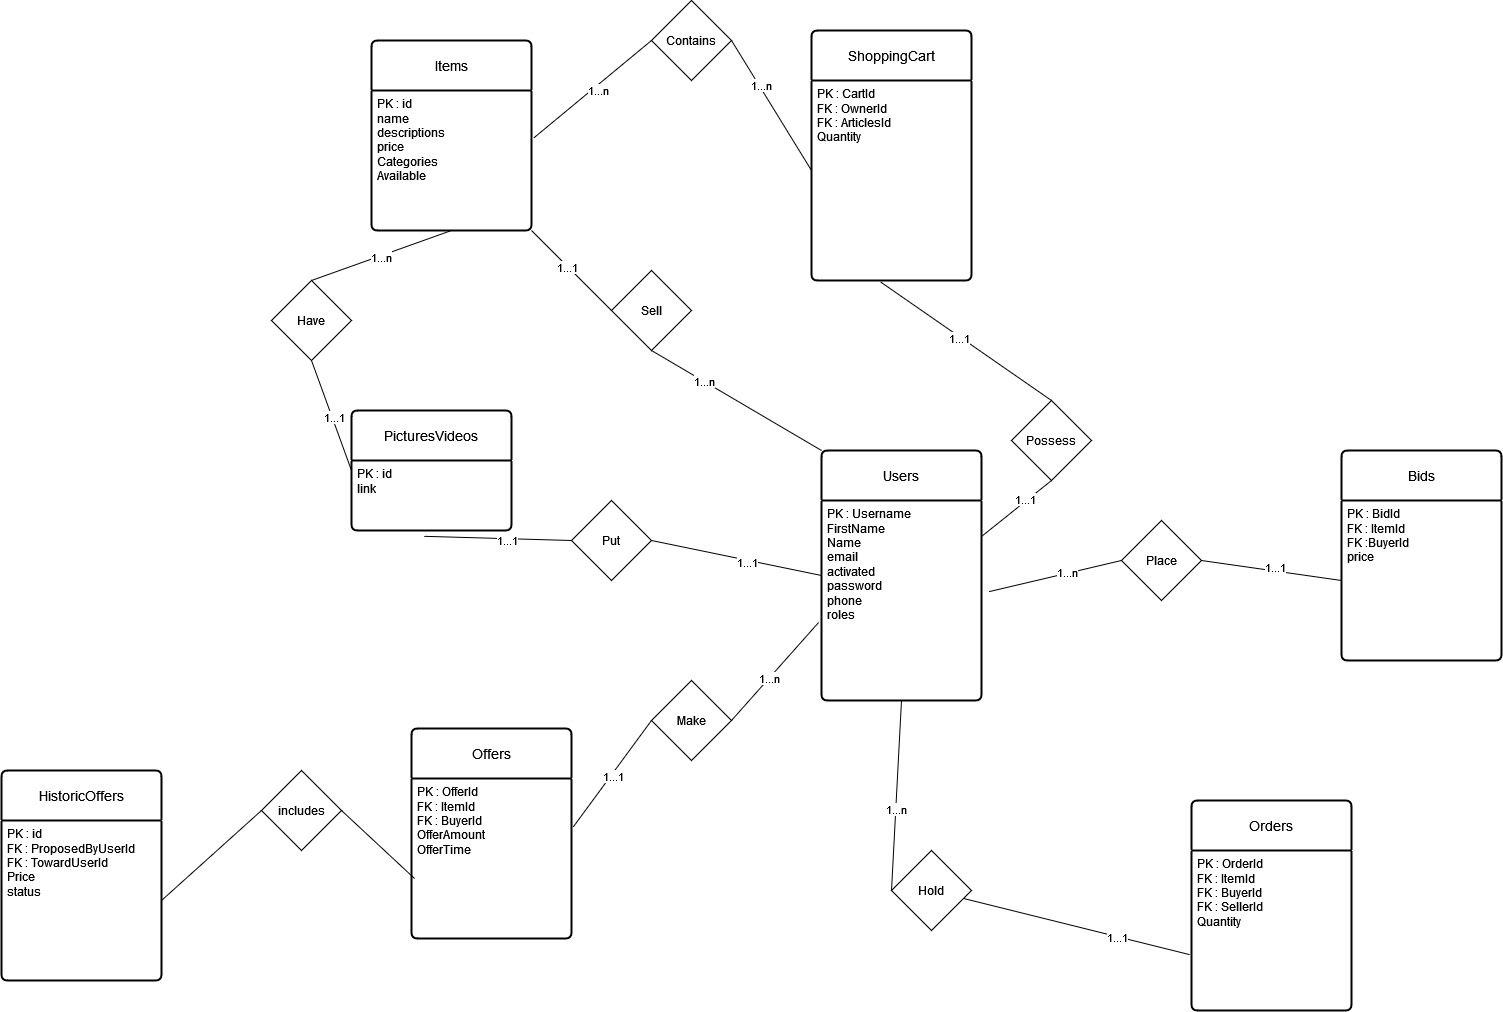 Contains
Items
PK : id
name
descriptions
price
Categories
Available
ShoppingCart
PK : CartId
FK : OwnerId
FK : ArticlesId
Quantity
1...n
1...n
1...n
1...1
Have
Sell
1...1
1...n
1...1
PicturesVideos
PK : id
link
Possess
1...1
Users
PK : Username
FirstName
Name
email
activated
password
phone
roles
Bids
PK : BidId
FK : ItemId
FK :BuyerId
price
1...1
Put
1...1
Place
1...n
1...1
1...n
Make
1...1
Offers
PK : OfferId
FK : ItemId
FK : BuyerId
OfferAmount
OfferTime
HistoricOffers
PK : id
FK : ProposedByUserId
FK : TowardUserId
Price
status
includes
1...n
Hold
1...1
Orders
PK : OrderId
FK : ItemId
FK : BuyerId
FK : SellerId
Quantity